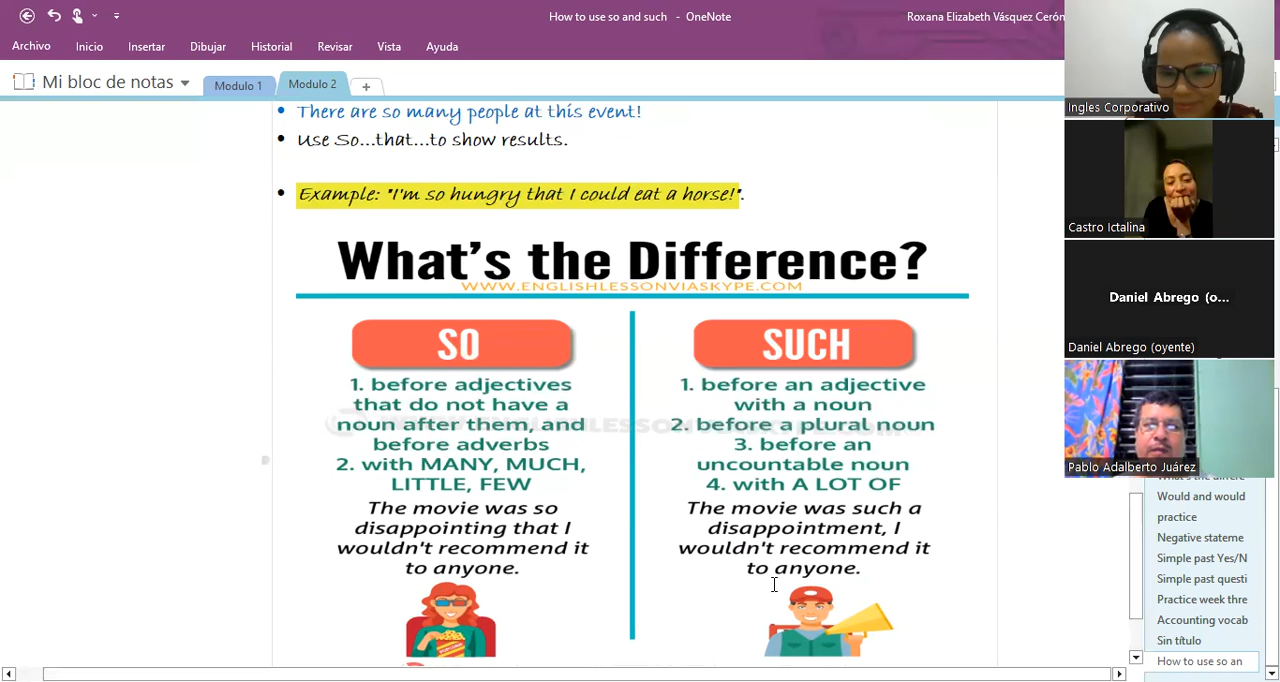 How to use so and such - OneNote
Roxana Elizabeth Vásquez Cerón
Archivo Inicio Insertar Dibujar Historial Revisar Vista Ayuda
Mi bloc de notas Modulo 1 Modulo 2 +
There are so many people at this event!
Use So...that...to show results.
Example: "I'm so hungry that I could eat a horse!".
What's the Difference?
WWW.ENGLISHLESSONVIASKYPE.COM
SO
1. before adjectives
that do not have a
noun after them, and
before adverbs
2. with MANY, MUCH,
LITTLE, FEW
The movie was so
disappointing that I
wouldn't recommend it
to anyone.
SUCH
1. before an adjective
with a noun
2. before a plural noun
3. before an
uncountable noun
4. with A LOT OF
The movie was such a
disappointment, I
wouldn't recommend it
to anyone.
Ingles Corporativo
Castro Ictalina
Daniel Abrego (o...
Daniel Abrego (oyente)
Pablo Adalberto Juárez
What's the differe
Would and would
practice
Negative stateme
Simple past Yes/N
Simple past questi
Practice week thre
Accounting vocab
Sin título
How to use so an